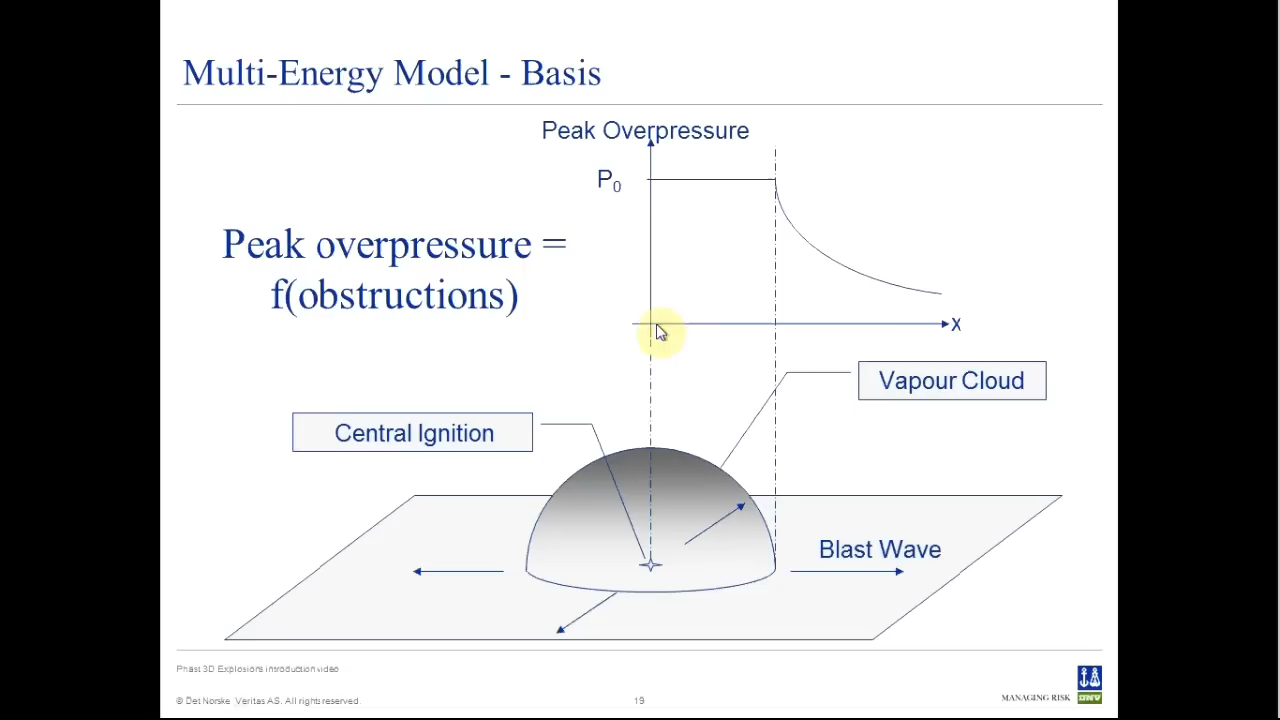 Multi-Energy Model - Basis
Peak Overpressure
P0
Peak overpressure =
f(obstructions)
x
Vapour Cloud
Central Ignition
Blast Wave
Phast 3D Explosions introduction video
© Det Norske Veritas AS. All rights reserved.
19
MANAGING RISK
DNV